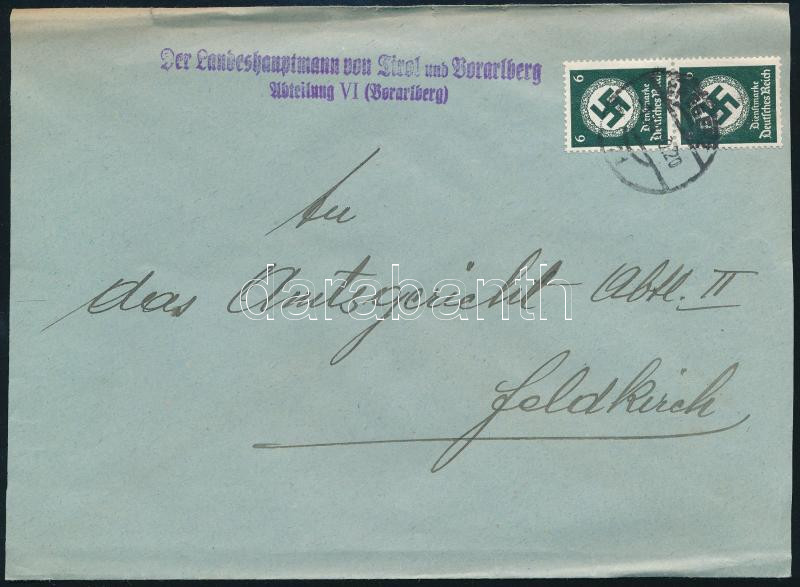 Der Landeshauptmann von Tirol und Vorarlberg
Abteilung VI (Vorarlberg)
6
Dienstmarke
Deutsches Reich
6
Dienstmarke
Deutsches Reich
An
das Amtsgericht Abtl. II
Feldkirch
darabanth